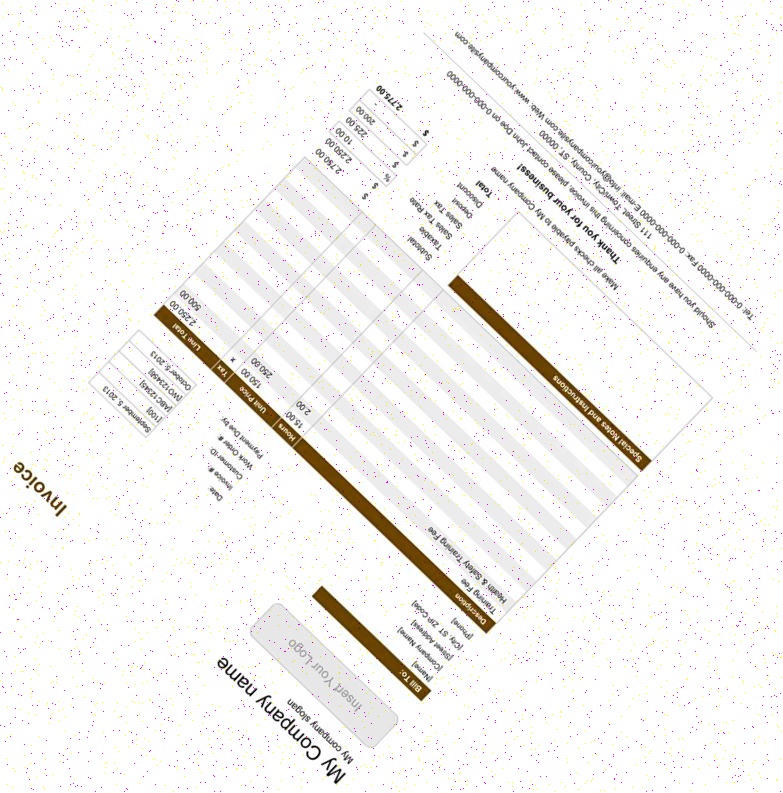 My Company name
My company slogan
Insert Your Logo
Invoice
Date: September 5, 2013
Invoice #: [100]
Customer ID: [ABC12345]
Work Order # [WO123456]
Payment Due by October 5, 2013
Bill To:
[Name]
[Company Name]
[Street Address]
[City, ST ZIP Code]
[Phone]
Description Hours Unit Price Tax Line Total
Training Fee 15.00 150.00 x 2,250.00
Health & Safety Training Fee 2.00 250.00 500.00
Special Notes and Instructions
Subtotal $ 2,750.00
Taxable $ 2,250.00
Sales Tax Rate % 10.00
Sales Tax $ 225.00
Deposit $ 200.00
Discount $
Total $ 2,775.00
Make all checks payable to My Company name
Thank you for your business!
Should you have any enquiries concerning this invoice, please contact John Doe on 0-000-000-0000
111 Street, Town/City, County, ST, 00000
Tel: 0-000-000-0000 Fax: 0-000-000-0000 E-mail: info@yourcompanysite.com Web: www.yourcompanysite.com